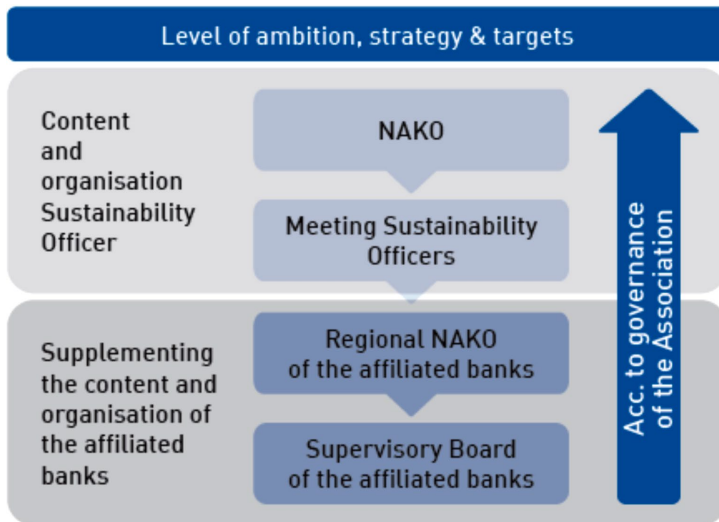 Level of ambition, strategy & targets
Content
and
organisation
Sustainability
Officer
NAKO
Meeting Sustainability
Officers
Supplementing
the content and
organisation of
the affiliated
banks
Regional NAKO
of the affiliated banks
Supervisory Board
of the affiliated banks
Acc. to governance
of the Association